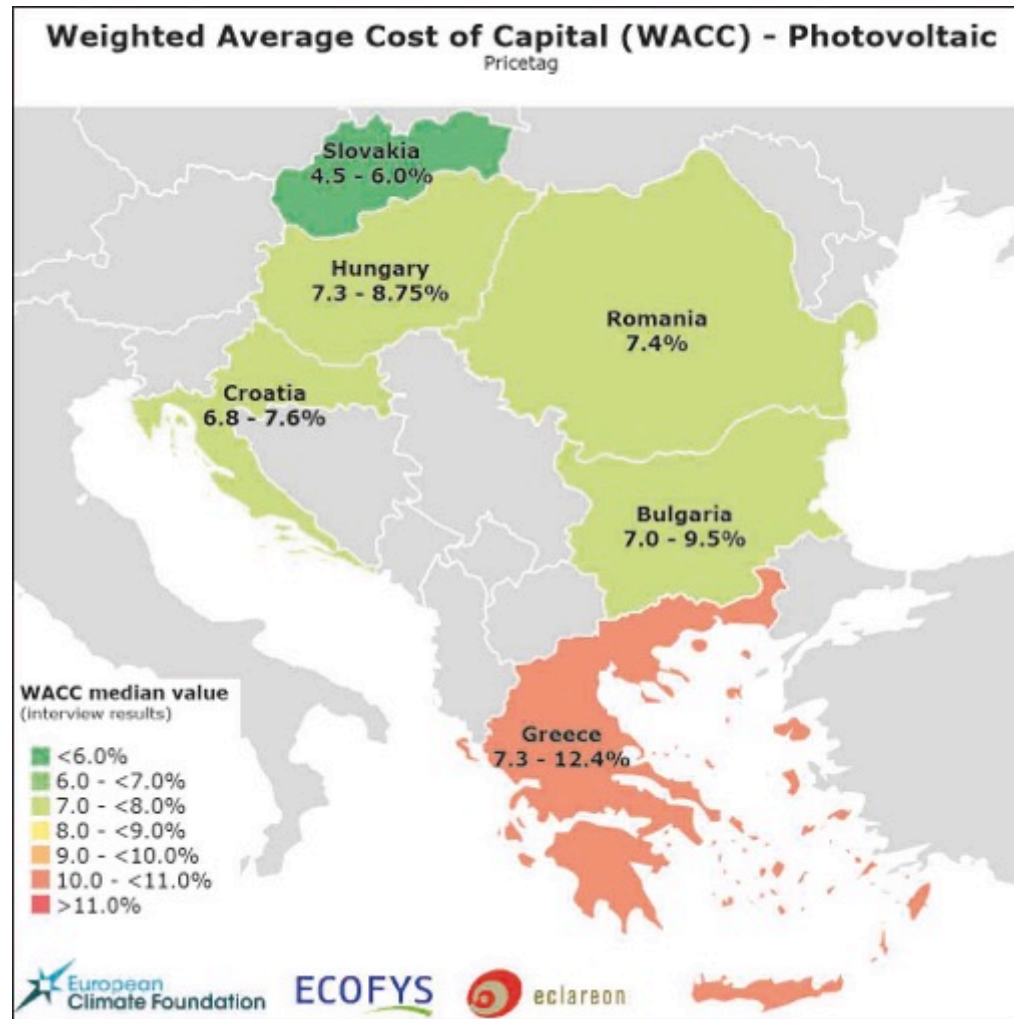 Weighted Average Cost of Capital (WACC) - Photovoltaic
Pricetag
Slovakia
4.5 - 6.0%
Hungary
7.3 - 8.75%
Romania
7.4%
Croatia
6.8 - 7.6%
Bulgaria
7.0 - 9.5%
Greece
7.3 - 12.4%
WACC median value
(interview results)
<6.0%
6.0 - <7.0%
7.0 - <8.0%
8.0 - <9.0%
9.0 - <10.0%
10.0 - <11.0%
>11.0%
European
Climate Foundation
ECOFYS
eclareon